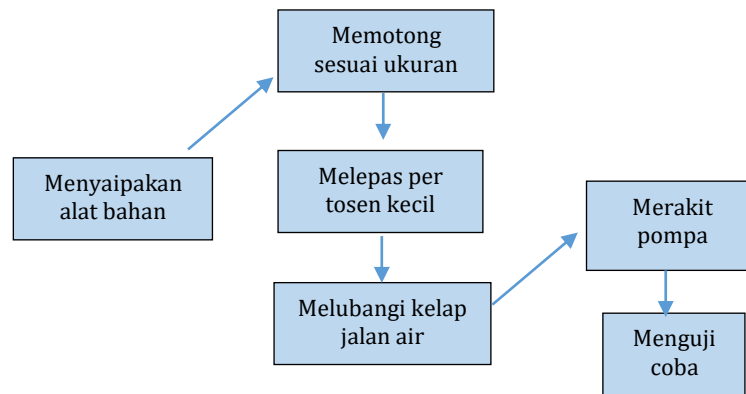 Menyaipakan
alat bahan
Memotong
sesuai ukuran
Melepas per
tosen kecil
Melubangi kelap
jalan air
Merakit
pompa
Menguji
coba